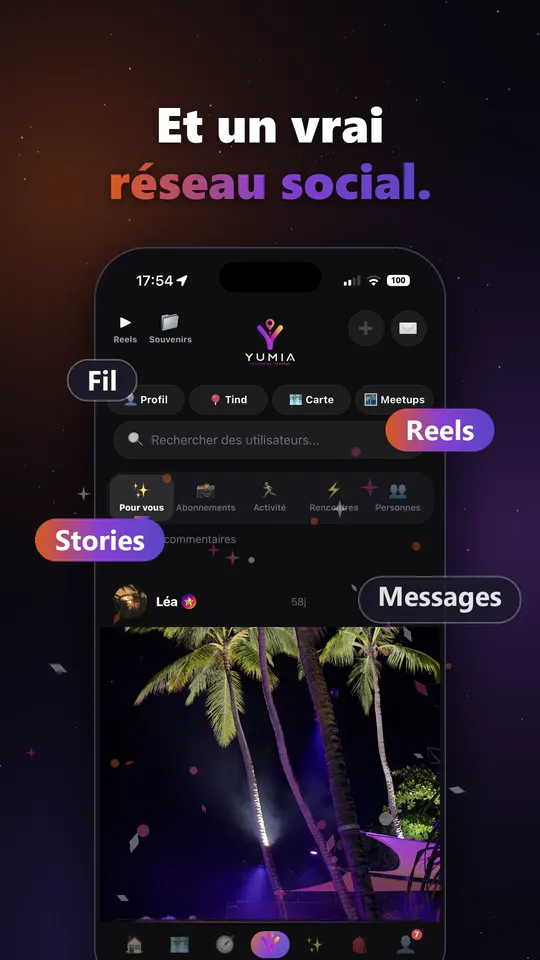 Et un vrai
réseau social.
17:54
100
Reels
Souvenirs
YUMIA
Fil
Profil
Tind
Carte
Meetups
Rechercher des utilisateurs...
Reels
Pour vous
Abonnements
Activité
Rencontres
Personnes
Stories
commentaires
Léa
58j
Messages
7